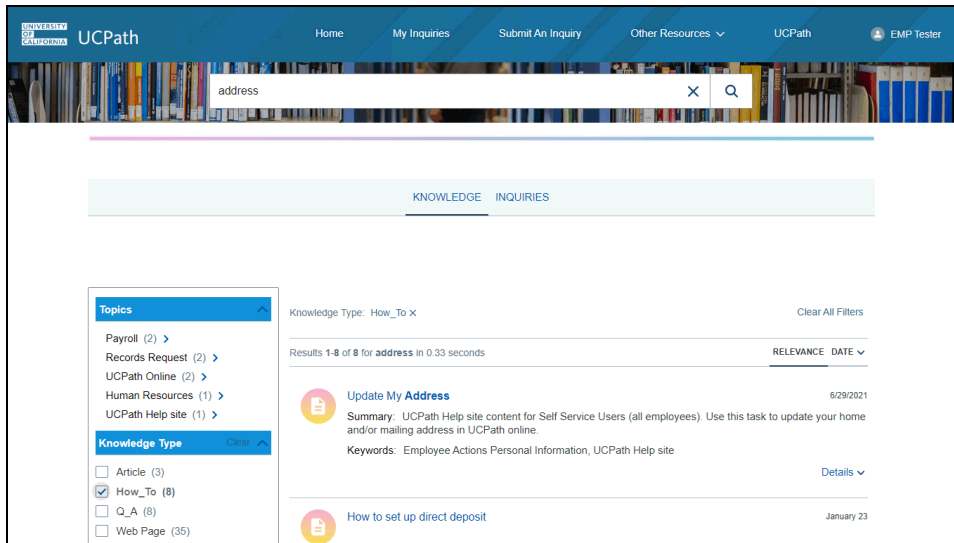 UNIVERSITY
OF
CALIFORNIA
UCPath
Home
My Inquiries
Submit An Inquiry
Other Resources
UCPath
EMP Tester
address
KNOWLEDGE
INQUIRIES
Topics
Payroll (2)
Records Request (2)
UCPath Online (2)
Human Resources (1)
UCPath Help site (1)
Knowledge Type Clear
Article (3)
How_To (8)
Q_A (8)
Web Page (35)
Knowledge Type: How_To ×
Clear All Filters
Results 1-8 of 8 for address in 0.33 seconds
RELEVANCE DATE
Update My Address
6/29/2021
Summary: UCPath Help site content for Self Service Users (all employees). Use this task to update your home
and/or mailing address in UCPath online.
Keywords: Employee Actions Personal Information, UCPath Help site
Details
How to set up direct deposit
January 23